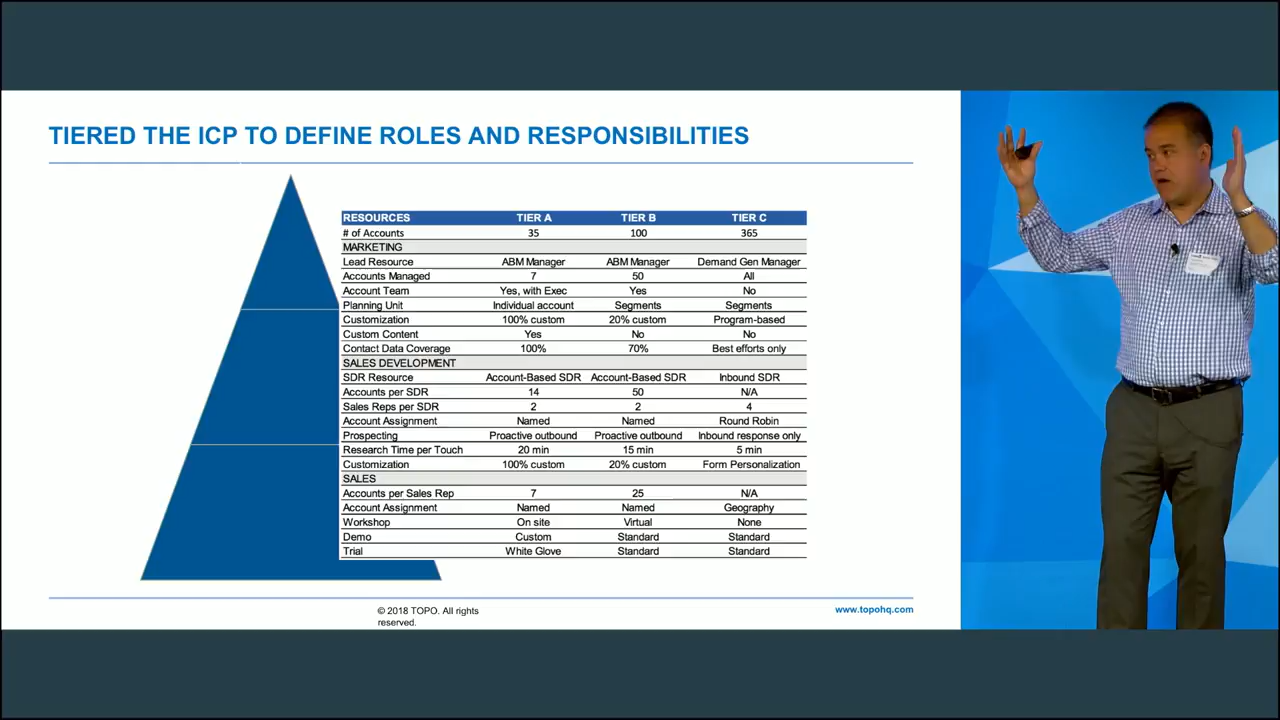 TIERED THE ICP TO DEFINE ROLES AND RESPONSIBILITIES
RESOURCES TIER A TIER B TIER C
# of Accounts 35 100 365
MARKETING
Lead Resource ABM Manager ABM Manager Demand Gen Manager
Accounts Managed 7 50 All
Account Team Yes, with Exec Yes No
Planning Unit Individual account Segments Segments
Customization 100% custom 20% custom Program-based
Custom Content Yes No No
Contact Data Coverage 100% 70% Best efforts only
SALES DEVELOPMENT
SDR Resource Account-Based SDR Account-Based SDR Inbound SDR
Accounts per SDR 14 50 N/A
Sales Reps per SDR 2 2 4
Account Assignment Named Named Round Robin
Prospecting Proactive outbound Proactive outbound Inbound response only
Research Time per Touch 20 min 15 min 5 min
Customization 100% custom 20% custom Form Personalization
SALES
Accounts per Sales Rep 7 25 N/A
Account Assignment Named Named Geography
Workshop On site Virtual None
Demo Custom Standard Standard
Trial White Glove Standard Standard
© 2018 TOPO. All rights
reserved.
www.topohq.com